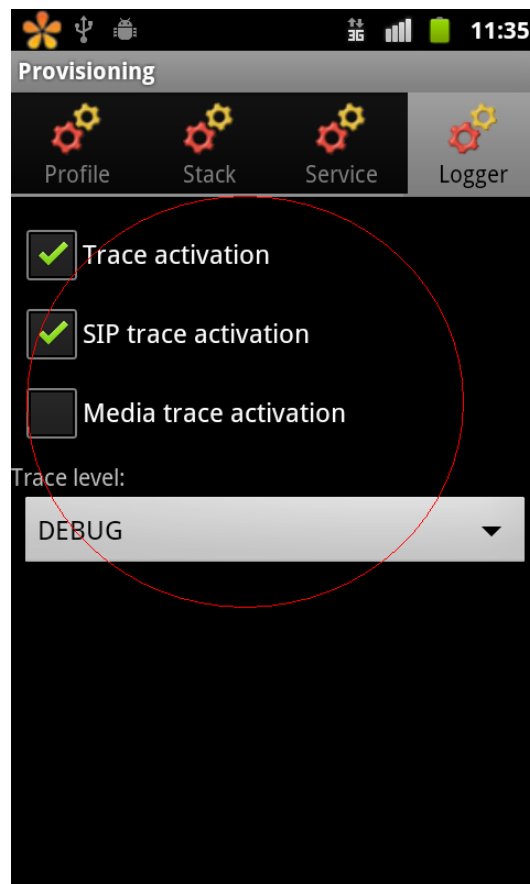 3G 11:35
Provisioning
Profile Stack Service Logger
Trace activation
SIP trace activation
Media trace activation
Trace level:
DEBUG